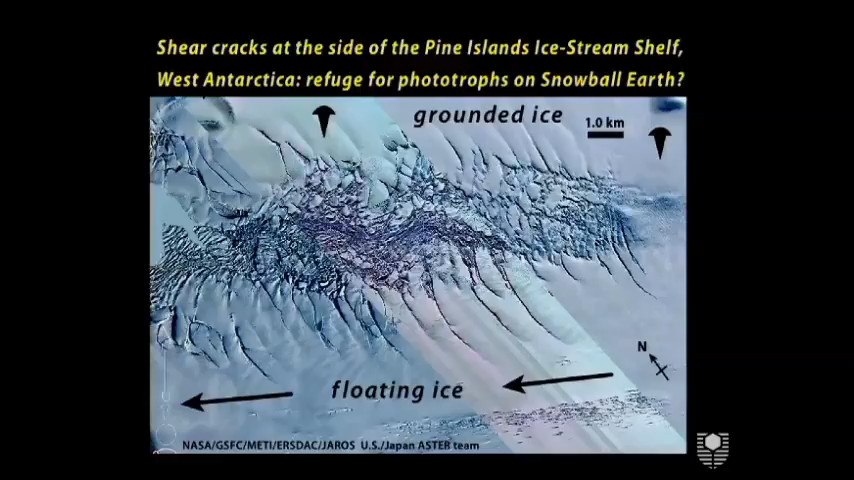 Shear cracks at the side of the Pine Islands Ice-Stream Shelf,
West Antarctica: refuge for phototrophs on Snowball Earth?
grounded ice
1.0 km
N
floating ice
NASA/GSFC/METI/ERSDAC/JAROS U.S./Japan ASTER team